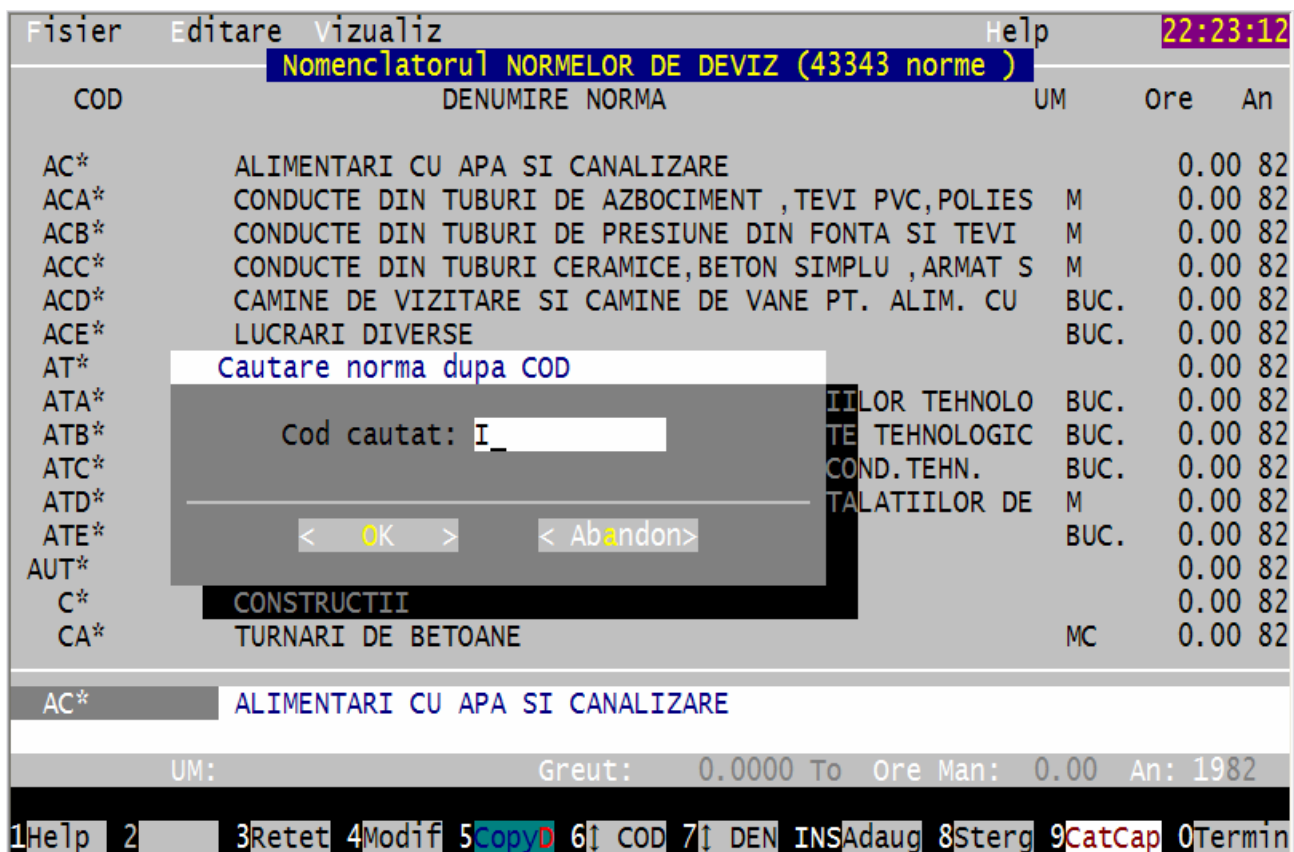 Fisier Editare Vizualiz Help 22:23:12
Nomenclatorul NORMELOR DE DEVIZ (43343 norme )
COD DENUMIRE NORMA UM Ore An
AC* ALIMENTARI CU APA SI CANALIZARE 0.00 82
ACA* CONDUCTE DIN TUBURI DE AZBOCIMENT ,TEVI PVC,POLIES M 0.00 82
ACB* CONDUCTE DIN TUBURI DE PRESIUNE DIN FONTA SI TEVI M 0.00 82
ACC* CONDUCTE DIN TUBURI CERAMICE,BETON SIMPLU ,ARMAT S M 0.00 82
ACD* CAMINE DE VIZITARE SI CAMINE DE VANE PT. ALIM. CU BUC. 0.00 82
ACE* LUCRARI DIVERSE BUC. 0.00 82
AT* Cautare norma dupa COD 0.00 82
ATA* IILOR TEHNOLO BUC. 0.00 82
ATB* Cod cautat: I_ TE TEHNOLOGIC BUC. 0.00 82
ATC* COND.TEHN. BUC. 0.00 82
ATD* TALATIILOR DE M 0.00 82
ATE* < OK > < Abandon> BUC. 0.00 82
AUT* 0.00 82
C* CONSTRUCTII 0.00 82
CA* TURNARI DE BETOANE MC 0.00 82
AC* ALIMENTARI CU APA SI CANALIZARE
UM: Greut: 0.0000 To Ore Man: 0.00 An: 1982
1Help 2 3Retet 4Modif 5CopyD 6↕ COD 7↕ DEN INSAdaug 8Sterg 9CatCap 0Termin